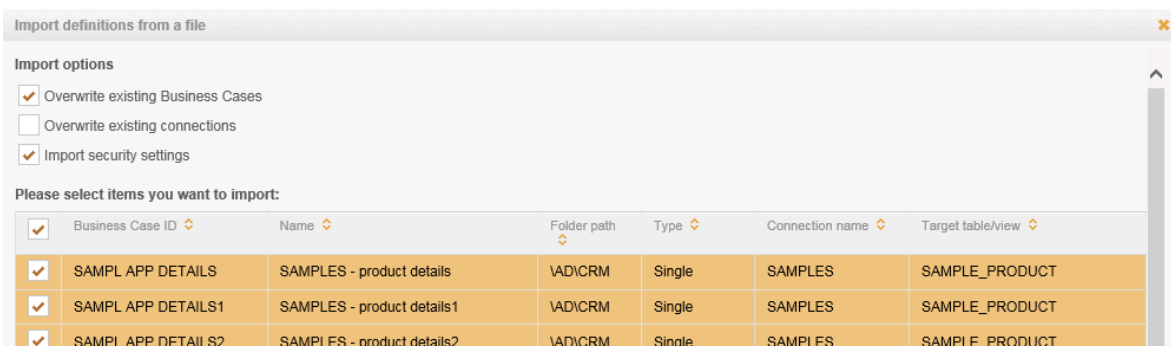 Import definitions from a file
Import options
Overwrite existing Business Cases
Overwrite existing connections
Import security settings
Please select items you want to import:
Business Case ID Name Folder path Type Connection name Target table/view
SAMPL APP DETAILS SAMPLES - product details \AD\CRM Single SAMPLES SAMPLE_PRODUCT
SAMPL APP DETAILS1 SAMPLES - product details1 \AD\CRM Single SAMPLES SAMPLE_PRODUCT
SAMPL APP DETAILS2 SAMPLES - product details2 \AD\CRM Single SAMPLES SAMPLE PRODUCT